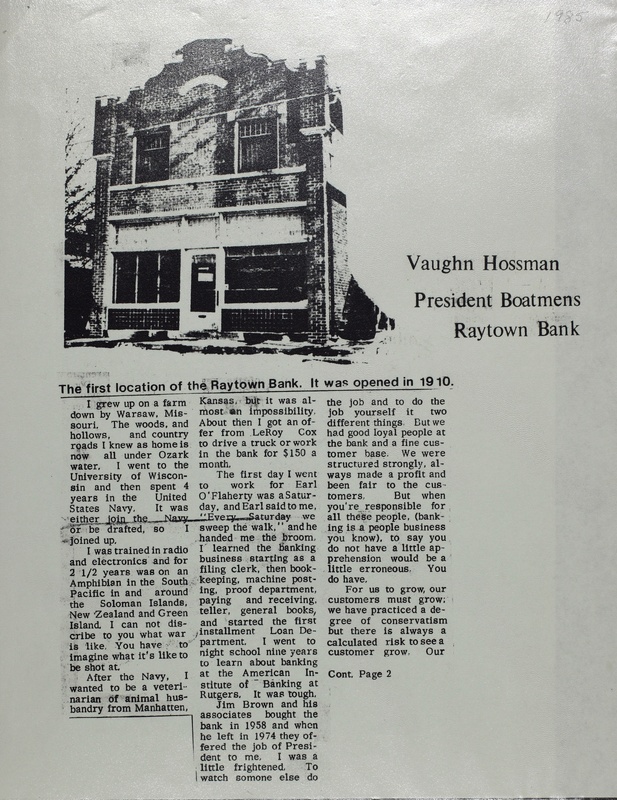 1985
Vaughn Hossman
President Boatmens
Raytown Bank
The first location of the Raytown Bank. It was opened in 1910.
I grew up on a farm
down by Warsaw, Mis-
souri. The woods, and
hollows, and country
roads I knew as home is
now all under Ozark
water. I went to the
University of Wiscon-
sin and then spent 4
years in the United
States Navy. It was
either join the Navy
or be drafted, so I
joined up.
I was trained in radio
and electronics and for
2 1/2 years was on an
Amphibian in the South
Pacific in and around
the Soloman Islands,
New Zealand and Green
Island. I can not dis-
cribe to you what war
is like. You have to
imagine what it's like to
be shot at.
After the Navy, I
wanted to be a veteri-
narian of animal hus-
bandry from Manhatten,
Kansas, but it was al-
most an impossibility.
About then I got an of-
fer from LeRoy Cox
to drive a truck or work
in the bank for $150 a
month.
The first day I went
to work for Earl
O'Flaherty was a Satur-
day, and Earl said to me,
"Every Saturday we
sweep the walk," and he
handed me the broom.
I learned the banking
business starting as a
filing clerk, then book-
keeping, machine post-
ing, proof department,
paying and receiving,
teller, general books,
and started the first
installment Loan De-
partment. I went to
night school nine years
to learn about banking
at the American In-
stitute of Banking at
Rutgers. It was tough.
Jim Brown and his
associates bought the
bank in 1958 and when
he left in 1974 they of-
fered the job of Presi-
dent to me. I was a
little frightened. To
watch somone else do
the job and to do the
job yourself it two
different things. But we
had good loyal people at
the bank and a fine cus-
tomer base. We were
structured strongly, al-
ways made a profit and
been fair to the cus-
tomers. But when
you're responsible for
all these people, (bank-
ing is a people business
you know), to say you
do not have a little ap-
prehension would be a
little erroneous. You
do have.
For us to grow, our
customers must grow;
we have practiced a de-
gree of conservatism
but there is always a
calculated risk to see a
customer grow. Our
Cont. Page 2